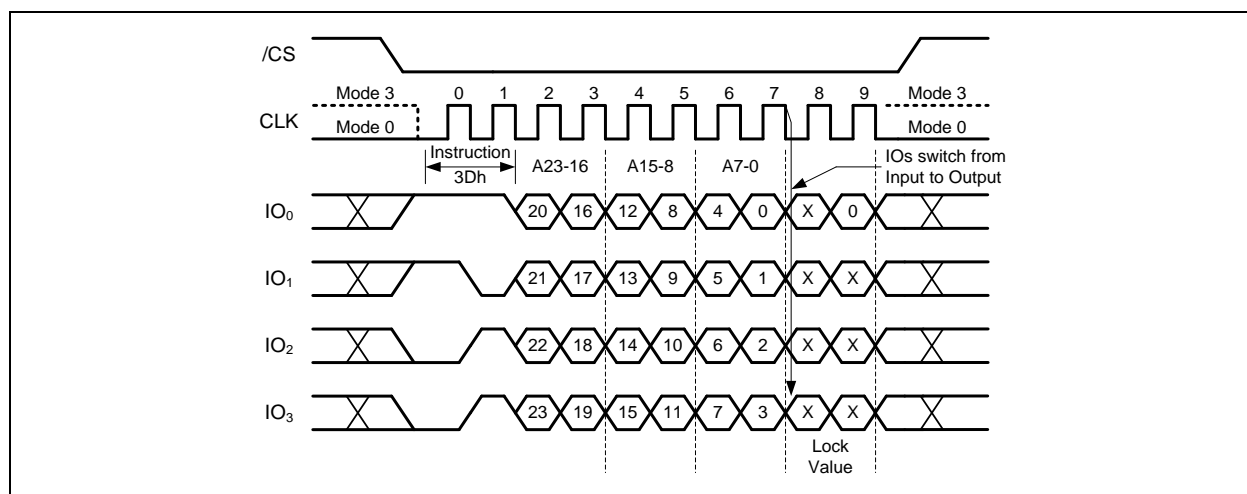 /CS
Mode 3 0 1 2 3 4 5 6 7 8 9 Mode 3
CLK
Mode 0 Mode 0
Instruction
3Dh
A23-16 A15-8 A7-0
IOs switch from
Input to Output
IO₀ 20 16 12 8 4 0 X 0
IO₁ 21 17 13 9 5 1 X X
IO₂ 22 18 14 10 6 2 X X
IO₃ 23 19 15 11 7 3 X X
Lock
Value